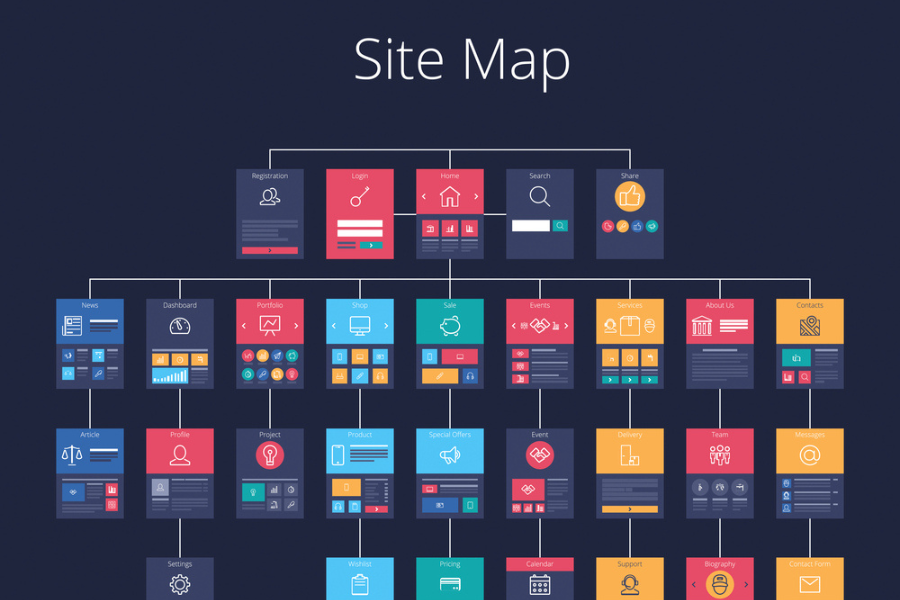 Site Map
Registration
Login
Home
Search
Share
News
Dashboard
Portfolio
Shop
Sale
Events
Services
About Us
Contacts
Article
Profile
Project
Product
Special Offers
Event
Delivery
Team
Messages
Settings
Wishlist
Pricing
Calendar
Support
Biography
Contact Form